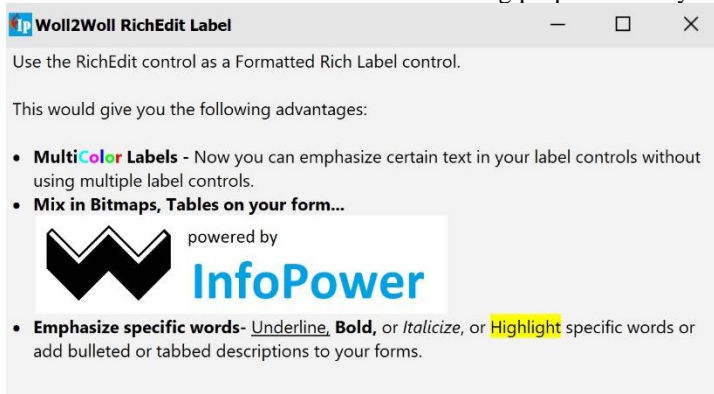 Ip Woll2Woll RichEdit Label
Use the RichEdit control as a Formatted Rich Label control.
This would give you the following advantages:
• MultiColor Labels - Now you can emphasize certain text in your label controls without
using multiple label controls.
• Mix in Bitmaps, Tables on your form...
powered by
InfoPower
• Emphasize specific words- Underline, Bold, or Italicize, or Highlight specific words or
add bulleted or tabbed descriptions to your forms.